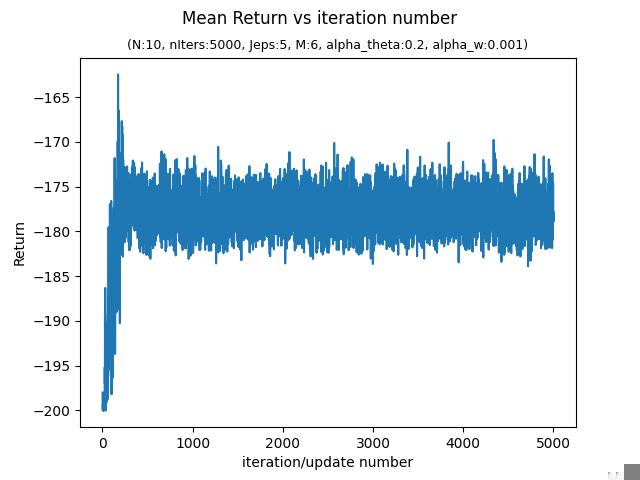 Mean Return vs iteration number
(N:10, nIters:5000, Jeps:5, M:6, alpha_theta:0.2, alpha_w:0.001)
−165
−170
−175
−180
−185
−190
−195
−200
Return
0 1000 2000 3000 4000 5000
iteration/update number